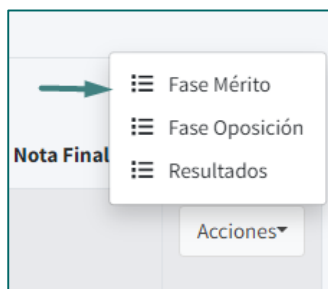 Fase Mérito
Fase Oposición
Nota Final
Resultados
Acciones